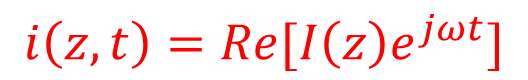 i(z,t) = Re[I(z)e^{jωt}]